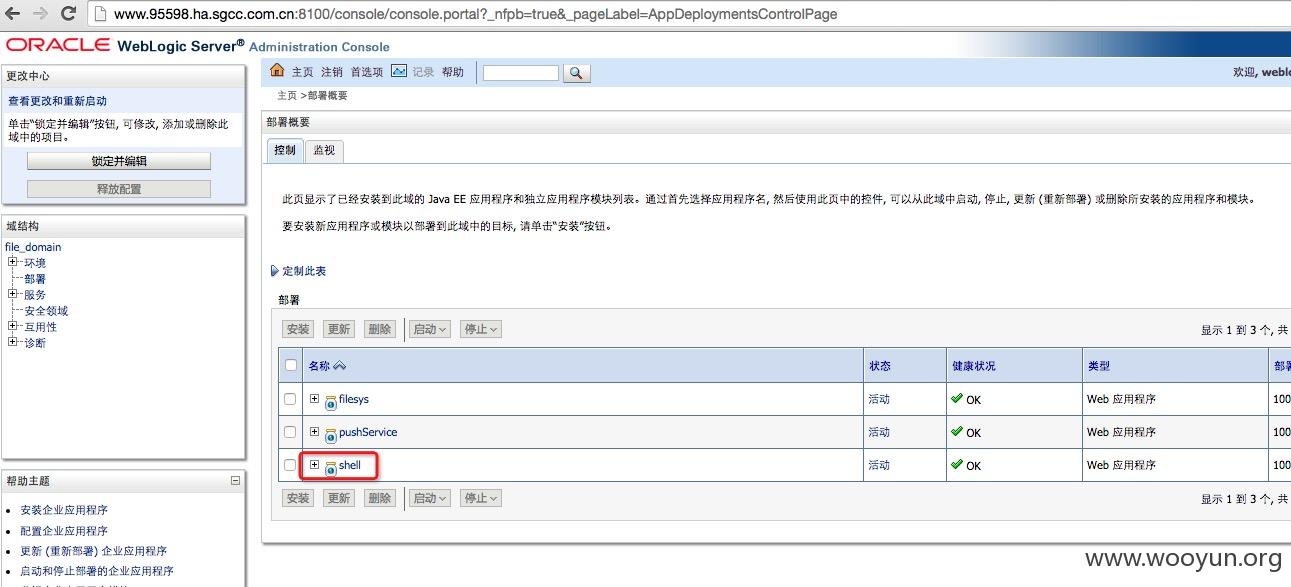 www.95598.ha.sgcc.com.cn:8100/console/console.portal?_nfpb=true&_pageLabel=AppDeploymentsControlPage
ORACLE WebLogic Server® Administration Console
更改中心
查看更改和重新启动
单击“锁定并编辑”按钮, 可修改, 添加或删除此
域中的项目。
锁定并编辑
释放配置
域结构
file_domain
环境
部署
服务
安全领域
互用性
诊断
帮助主题
安装企业应用程序
配置企业应用程序
更新 (重新部署) 企业应用程序
启动和停止部署的企业应用程序
主页 注销 首选项 记录 帮助
欢迎, weblo
主页 >部署概要
部署概要
控制 监视
此页显示了已经安装到此域的 Java EE 应用程序和独立应用程序模块列表。通过首先选择应用程序名, 然后使用此页中的控件, 可以从此域中启动, 停止, 更新 (重新部署) 或删除所安装的应用程序和模块。
要安装新应用程序或模块以部署到此域中的目标, 请单击“安装”按钮。
定制此表
部署
安装 更新 删除 启动 停止 显示 1 到 3 个, 共
名称 状态 健康状况 类型 部署
filesys 活动 OK Web 应用程序 100
pushService 活动 OK Web 应用程序 100
shell 活动 OK Web 应用程序 100
安装 更新 删除 启动 停止 显示 1 到 3 个, 共
www.wooyun.org